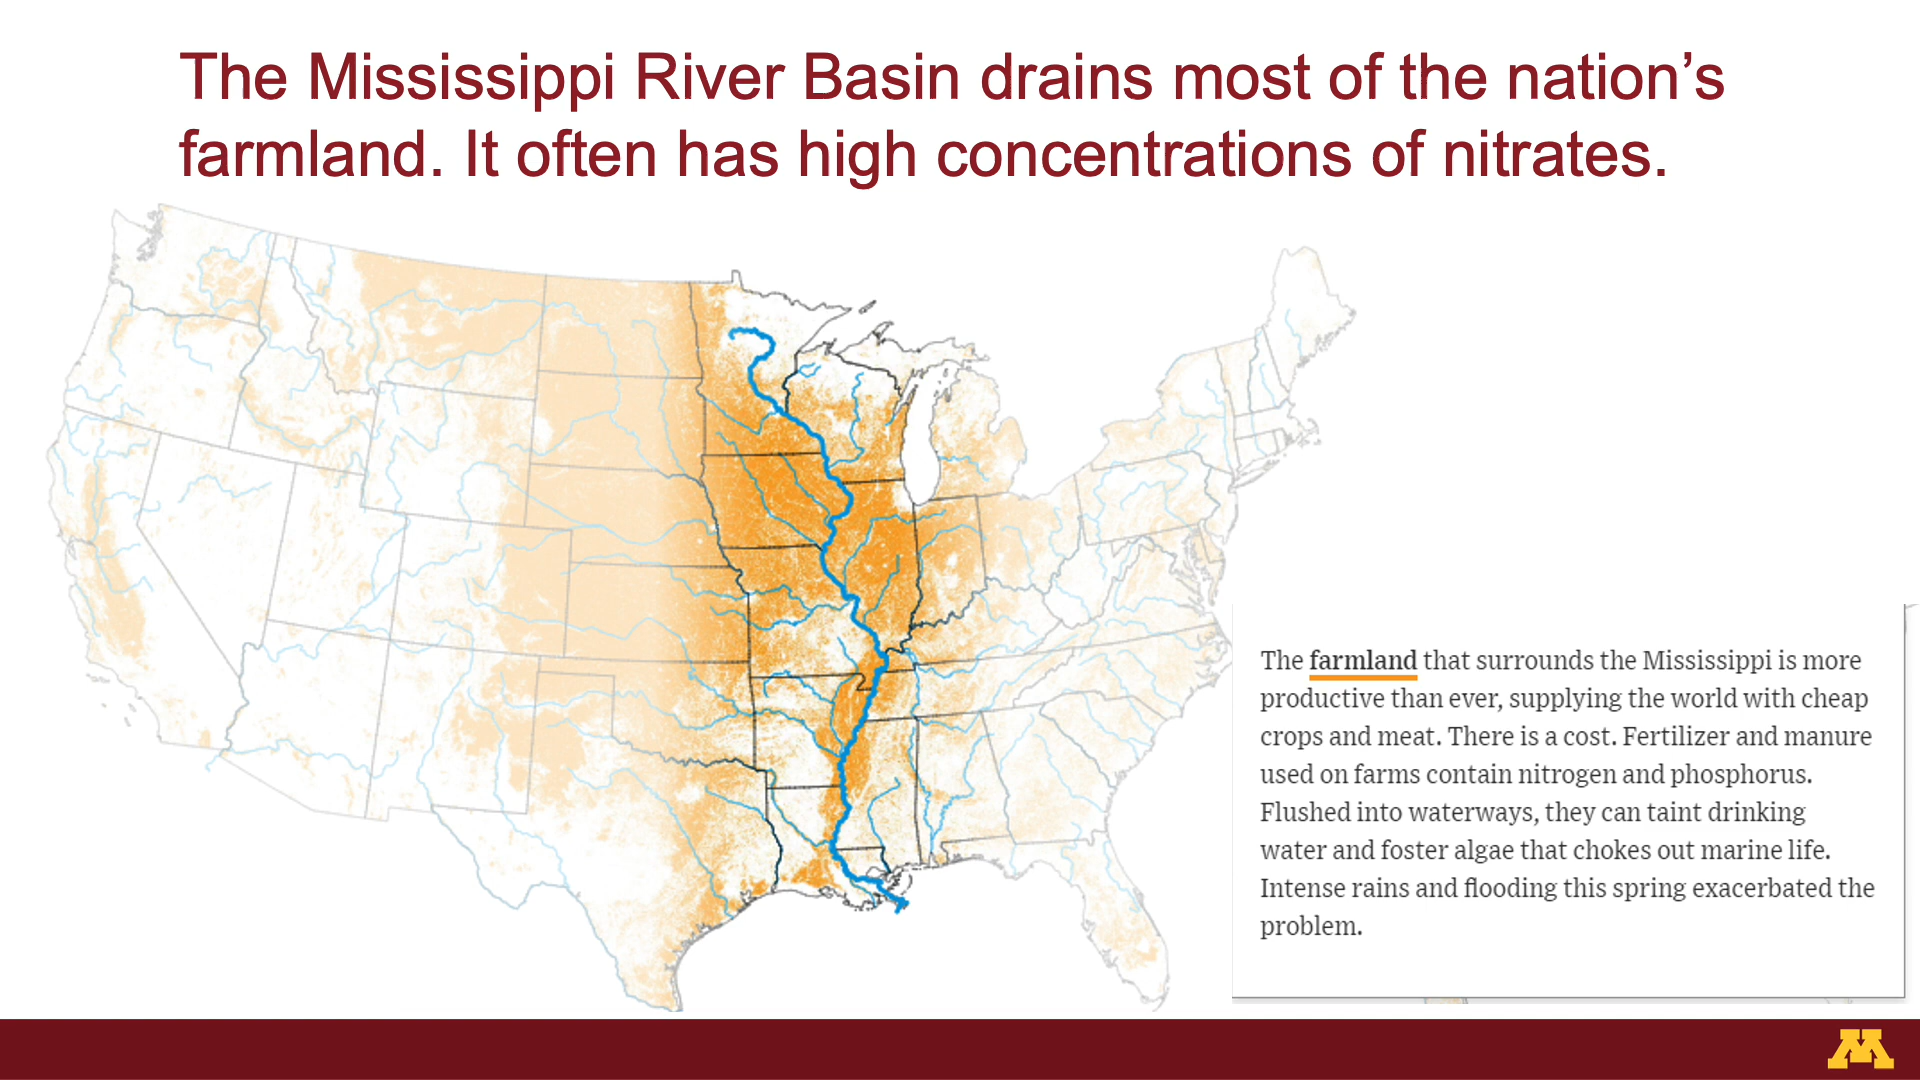 The Mississippi River Basin drains most of the nation’s
farmland. It often has high concentrations of nitrates.
The farmland that surrounds the Mississippi is more
productive than ever, supplying the world with cheap
crops and meat. There is a cost. Fertilizer and manure
used on farms contain nitrogen and phosphorus.
Flushed into waterways, they can taint drinking
water and foster algae that chokes out marine life.
Intense rains and flooding this spring exacerbated the
problem.
M